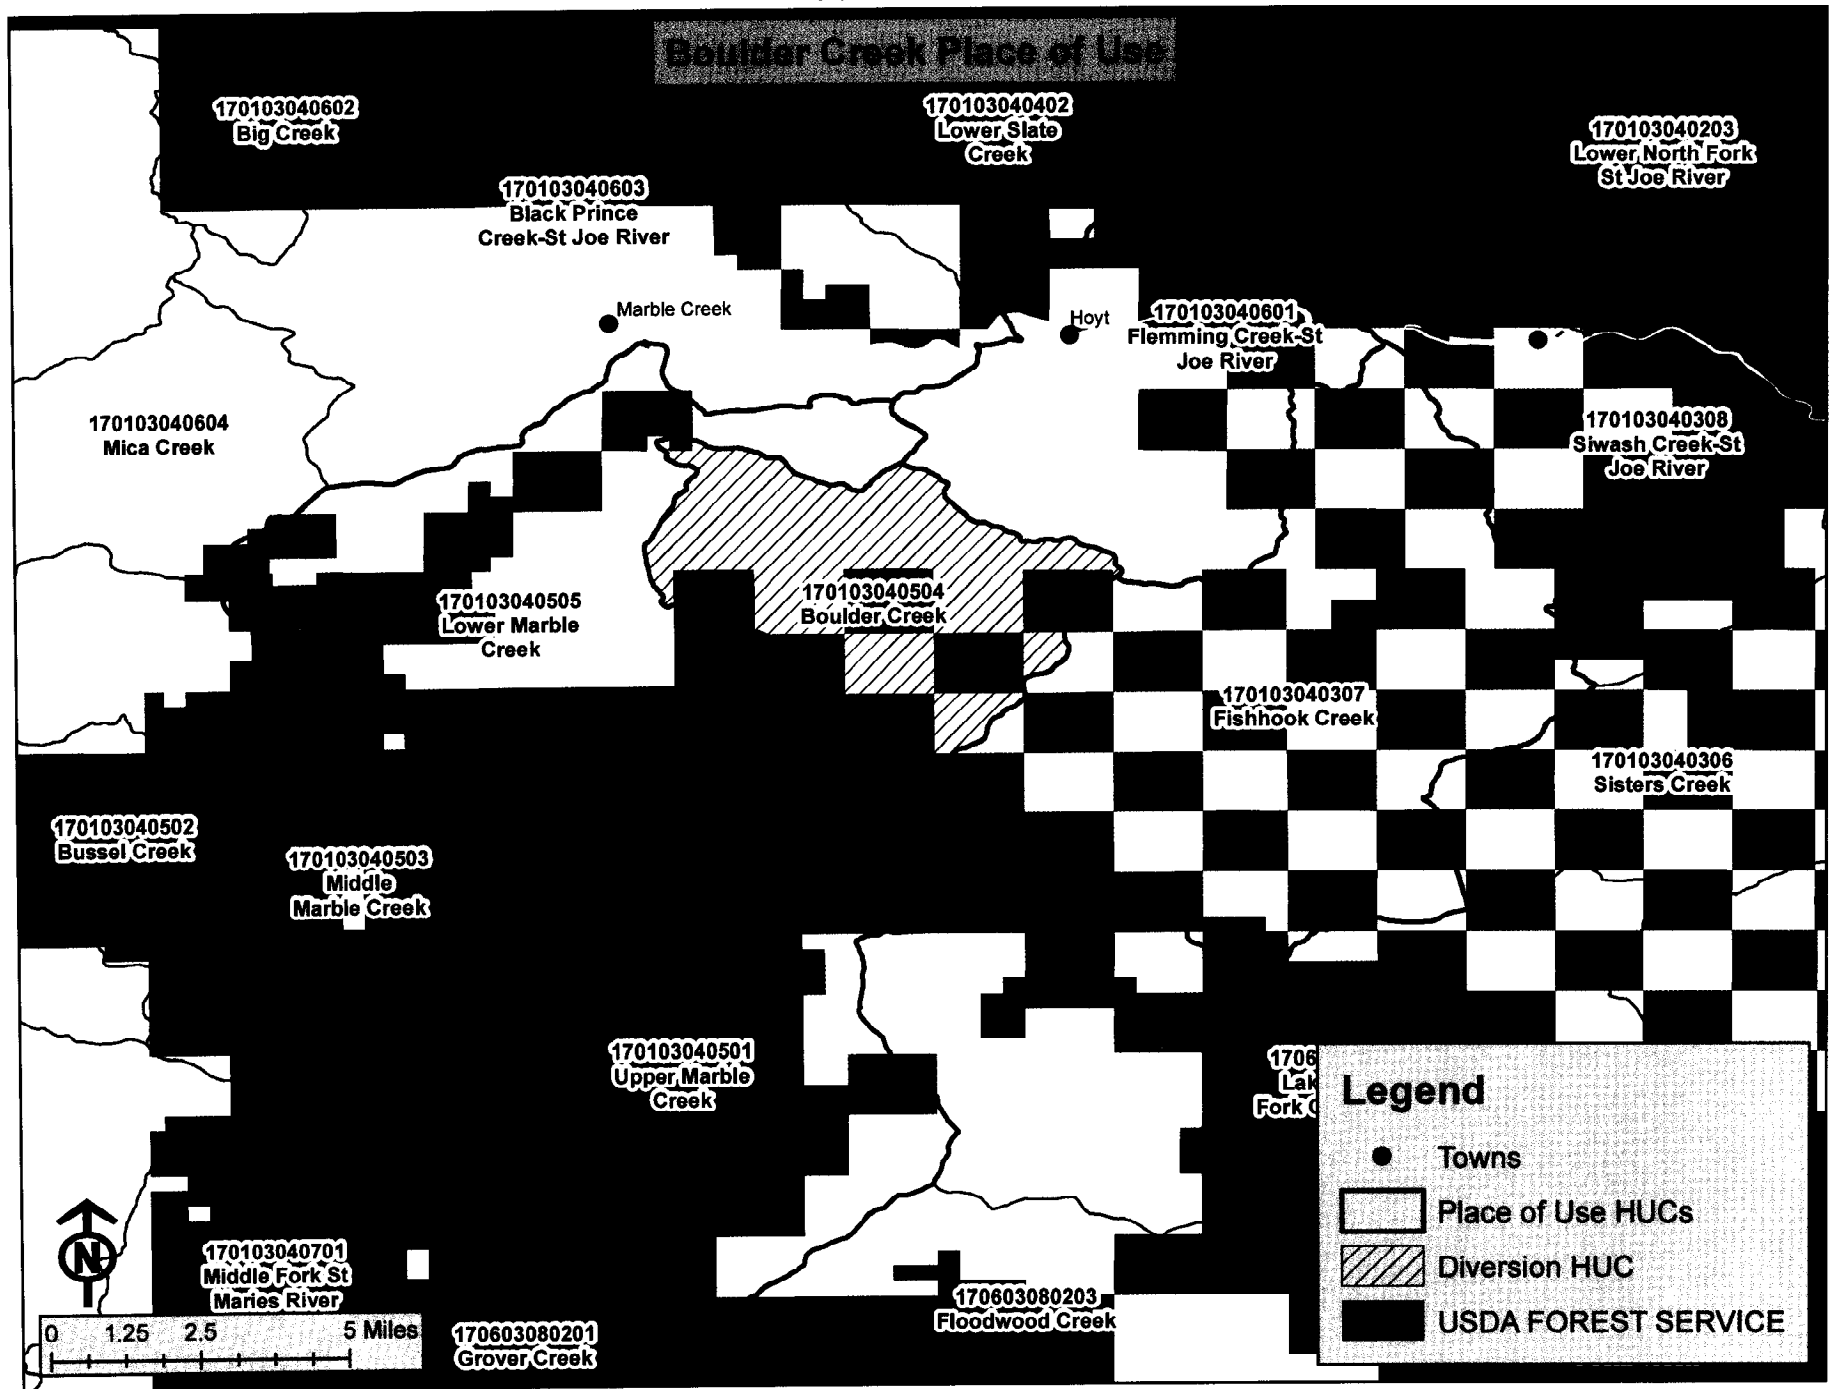 Boulder Creek Place of Use
170103040602
Big Creek
170103040402
Lower Slate
Creek
170103040203
Lower North Fork
St Joe River
170103040603
Black Prince
Creek-St Joe River
Marble Creek
Hoyt
170103040601
Flemming Creek-St
Joe River
170103040604
Mica Creek
170103040308
Siwash Creek-St
Joe River
170103040505
Lower Marble
Creek
170103040504
Boulder Creek
170103040307
Fishhook Creek
170103040306
Sisters Creek
170103040502
Bussel Creek
170103040503
Middle
Marble Creek
170103040501
Upper Marble
Creek
1706
Lak
Fork
Legend
Towns
Place of Use HUCs
Diversion HUC
USDA FOREST SERVICE
N
170103040701
Middle Fork St
Maries River
0 1.25 2.5 5 Miles
170603080201
Grover Creek
170603080203
Floodwood Creek